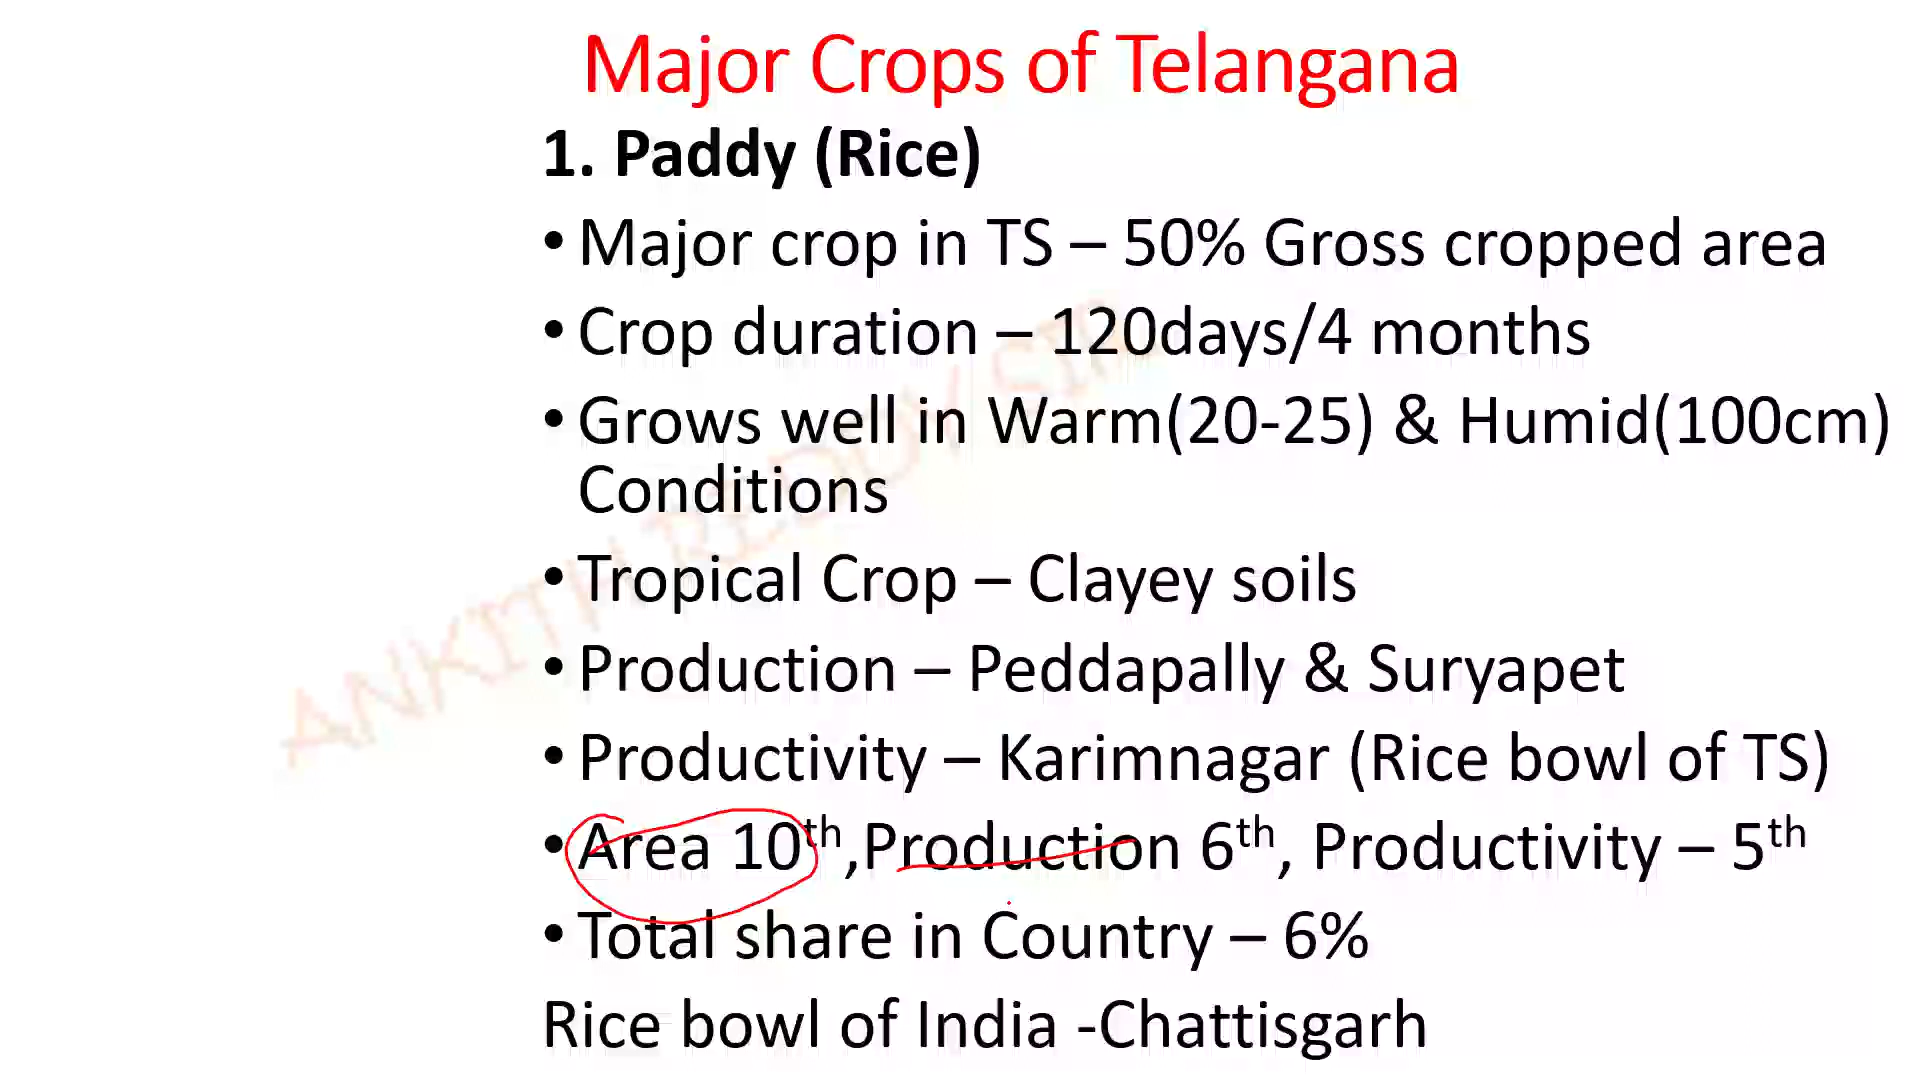 Major Crops of Telangana
1. Paddy (Rice)
• Major crop in TS – 50% Gross cropped area
• Crop duration – 120days/4 months
• Grows well in Warm(20-25) & Humid(100cm)
Conditions
• Tropical Crop – Clayey soils
• Production – Peddapally & Suryapet
• Productivity – Karimnagar (Rice bowl of TS)
• Area 10th,Production 6th, Productivity – 5th
• Total share in Country – 6%
Rice bowl of India -Chattisgarh
ANKITH REDDY SIR